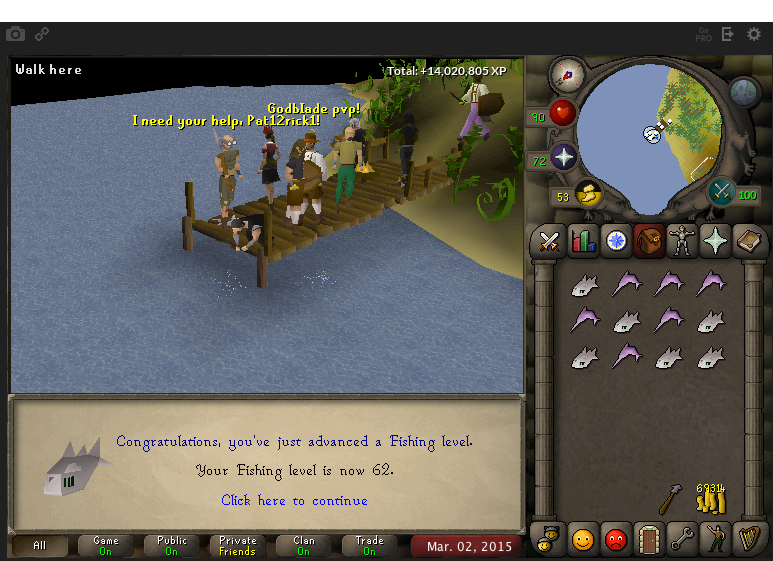 Go
PRO
Walk here
Total: +14,020,805 XP
Godblade pvp!
I need your help, Pat12rick1!
90
72
53
100
69314
Congratulations, you've just advanced a Fishing level.
Your Fishing level is now 62.
Click here to continue
All
Game
On
Public
On
Private
Friends
Clan
On
Trade
On
Mar. 02, 2015